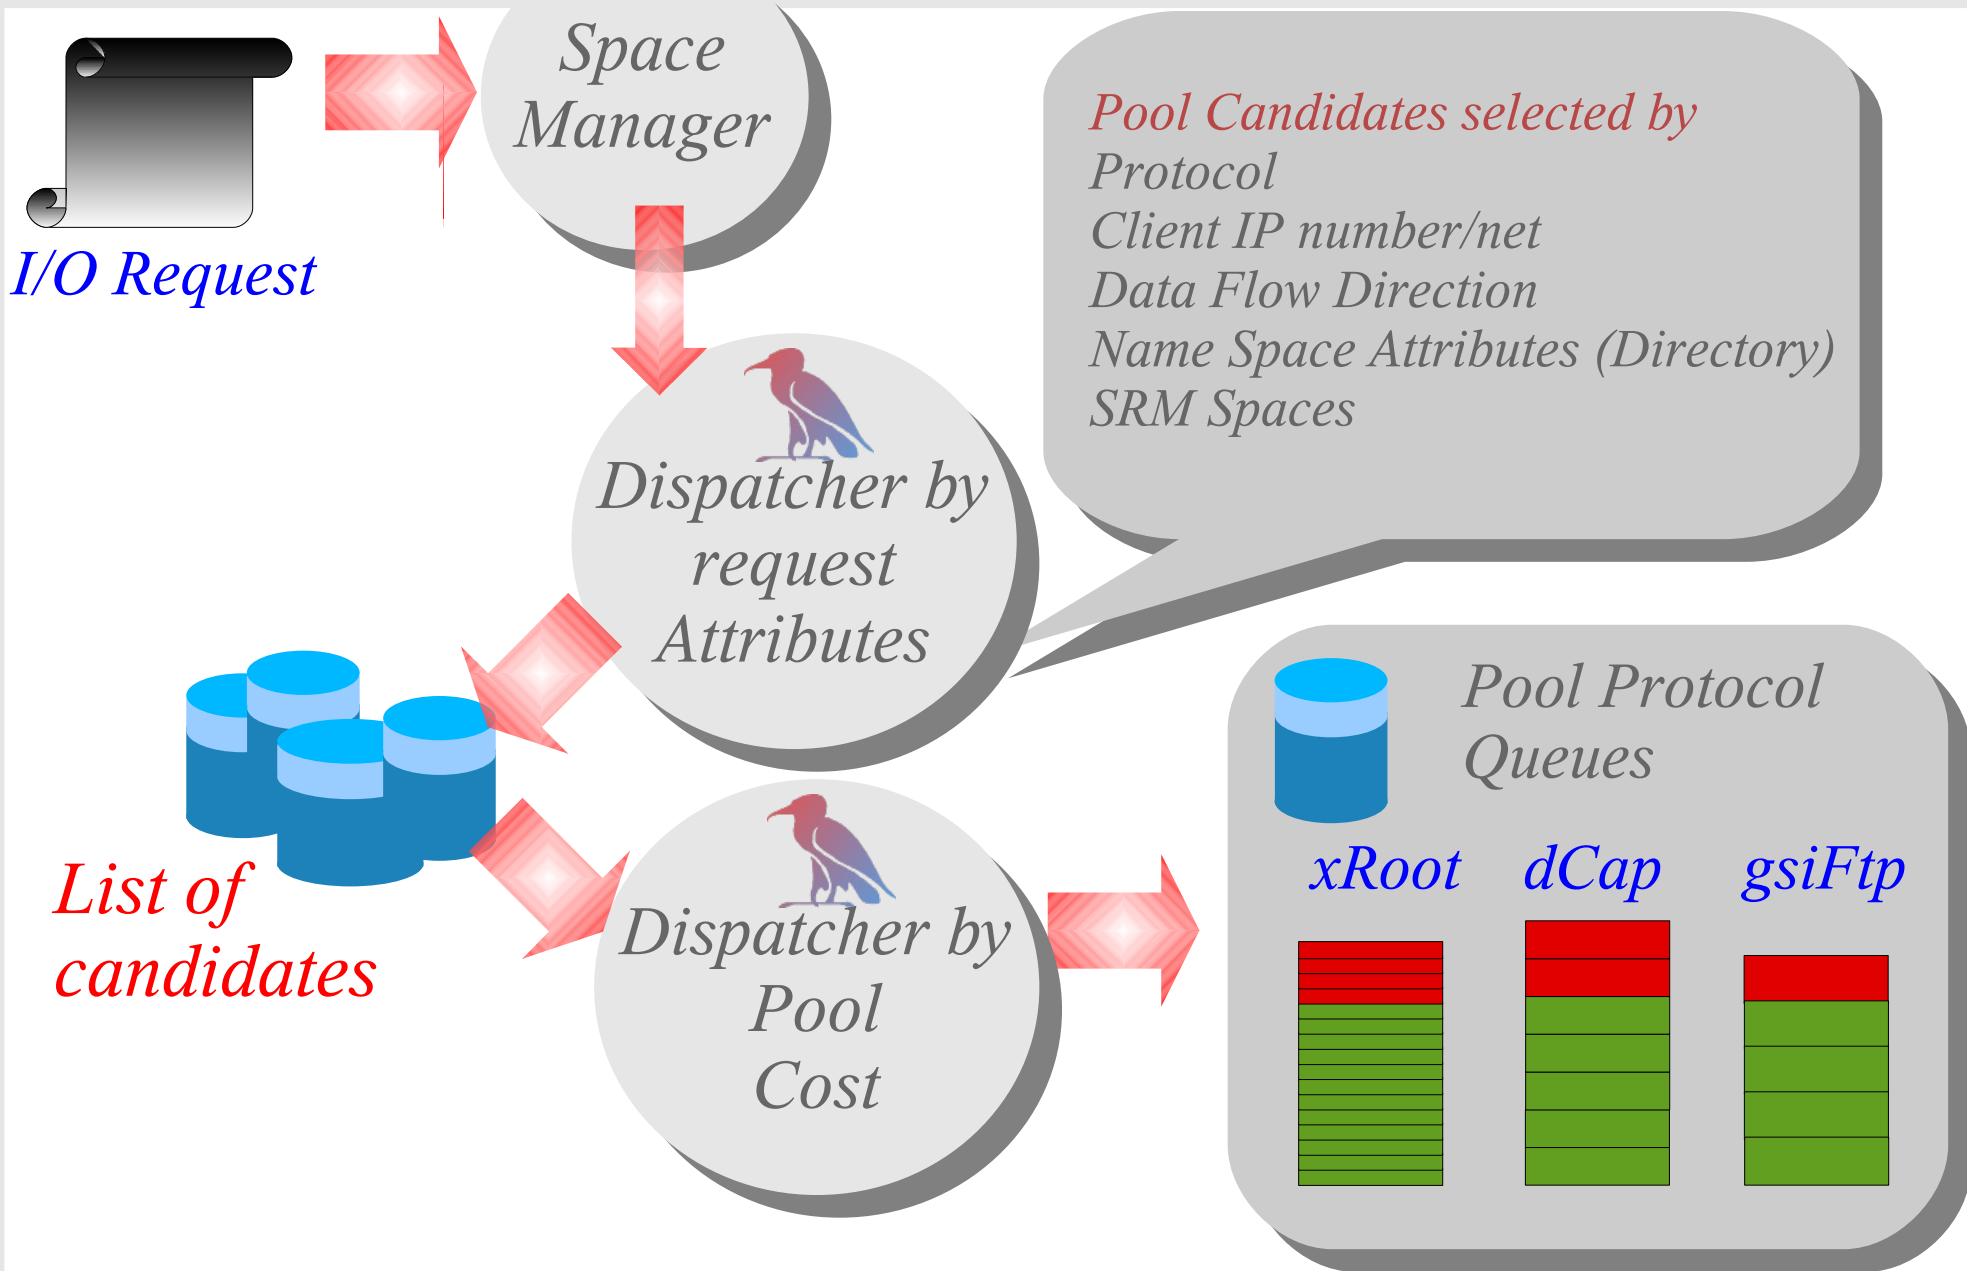 Space
Manager
I/O Request
Pool Candidates selected by
Protocol
Client IP number/net
Data Flow Direction
Name Space Attributes (Directory)
SRM Spaces
Dispatcher by
request
Attributes
List of
candidates
Dispatcher by
Pool
Cost
Pool Protocol
Queues
xRoot
dCap
gsiFtp